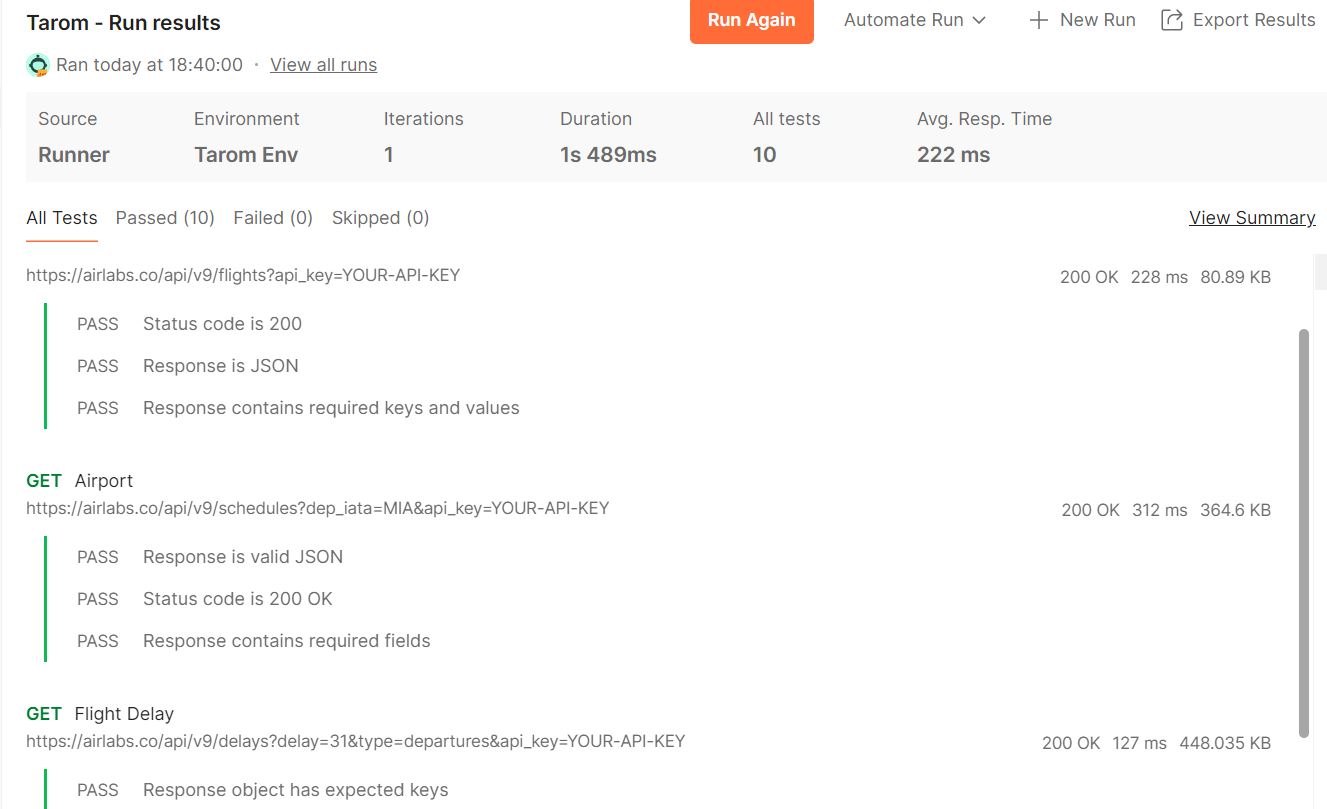 Tarom - Run results
Run Again
Automate Run
New Run
Export Results
Ran today at 18:40:00 · View all runs
Source Environment Iterations Duration All tests Avg. Resp. Time
Runner Tarom Env 1 1s 489ms 10 222 ms
All Tests Passed (10) Failed (0) Skipped (0) View Summary
https://airlabs.co/api/v9/flights?api_key=YOUR-API-KEY 200 OK 228 ms 80.89 KB
PASS Status code is 200
PASS Response is JSON
PASS Response contains required keys and values
GET Airport
https://airlabs.co/api/v9/schedules?dep_iata=MIA&api_key=YOUR-API-KEY 200 OK 312 ms 364.6 KB
PASS Response is valid JSON
PASS Status code is 200 OK
PASS Response contains required fields
GET Flight Delay
https://airlabs.co/api/v9/delays?delay=31&type=departures&api_key=YOUR-API-KEY 200 OK 127 ms 448.035 KB
PASS Response object has expected keys